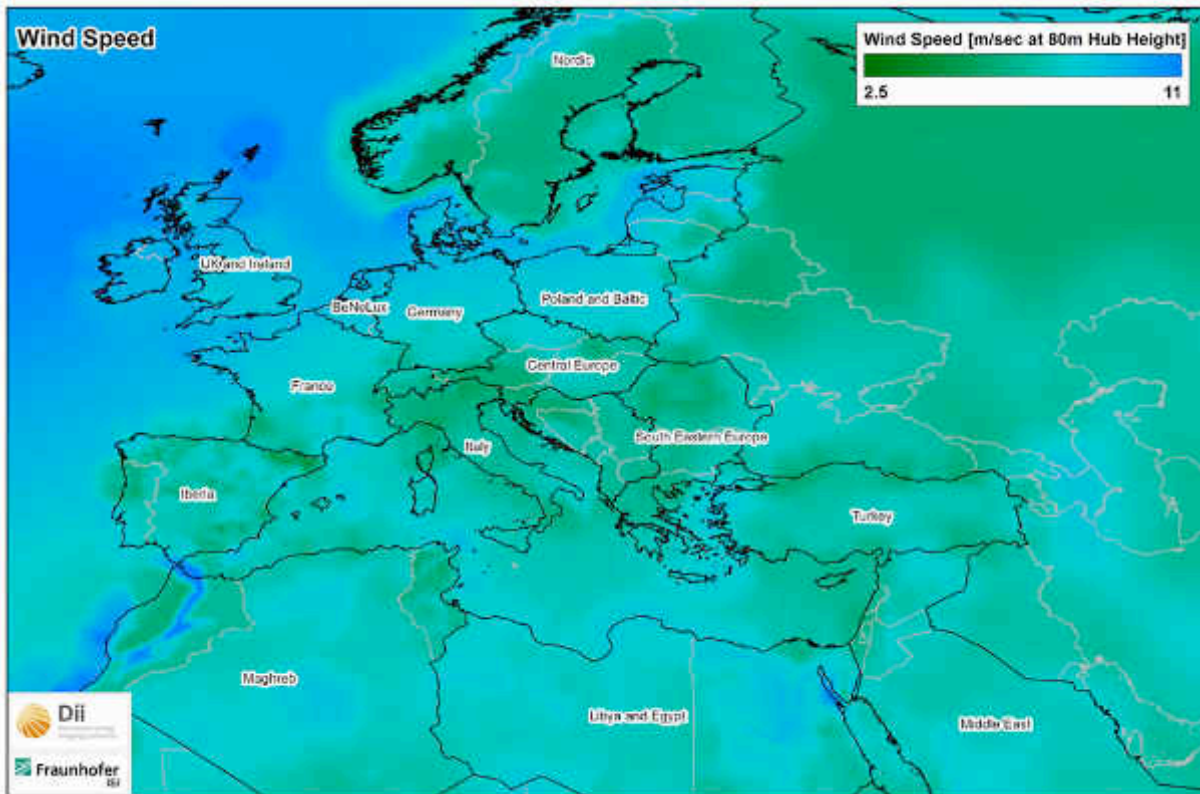 Wind Speed
Wind Speed [m/sec at 80m Hub Height]
2.5 11
Nordic
UK and Ireland
BeNeLux
Germany
Poland and Baltic
Central Europe
France
South Eastern Europe
Italy
Iberia
Turkey
Maghreb
Libya and Egypt
Middle East
Dii
Fraunhofer
ISI